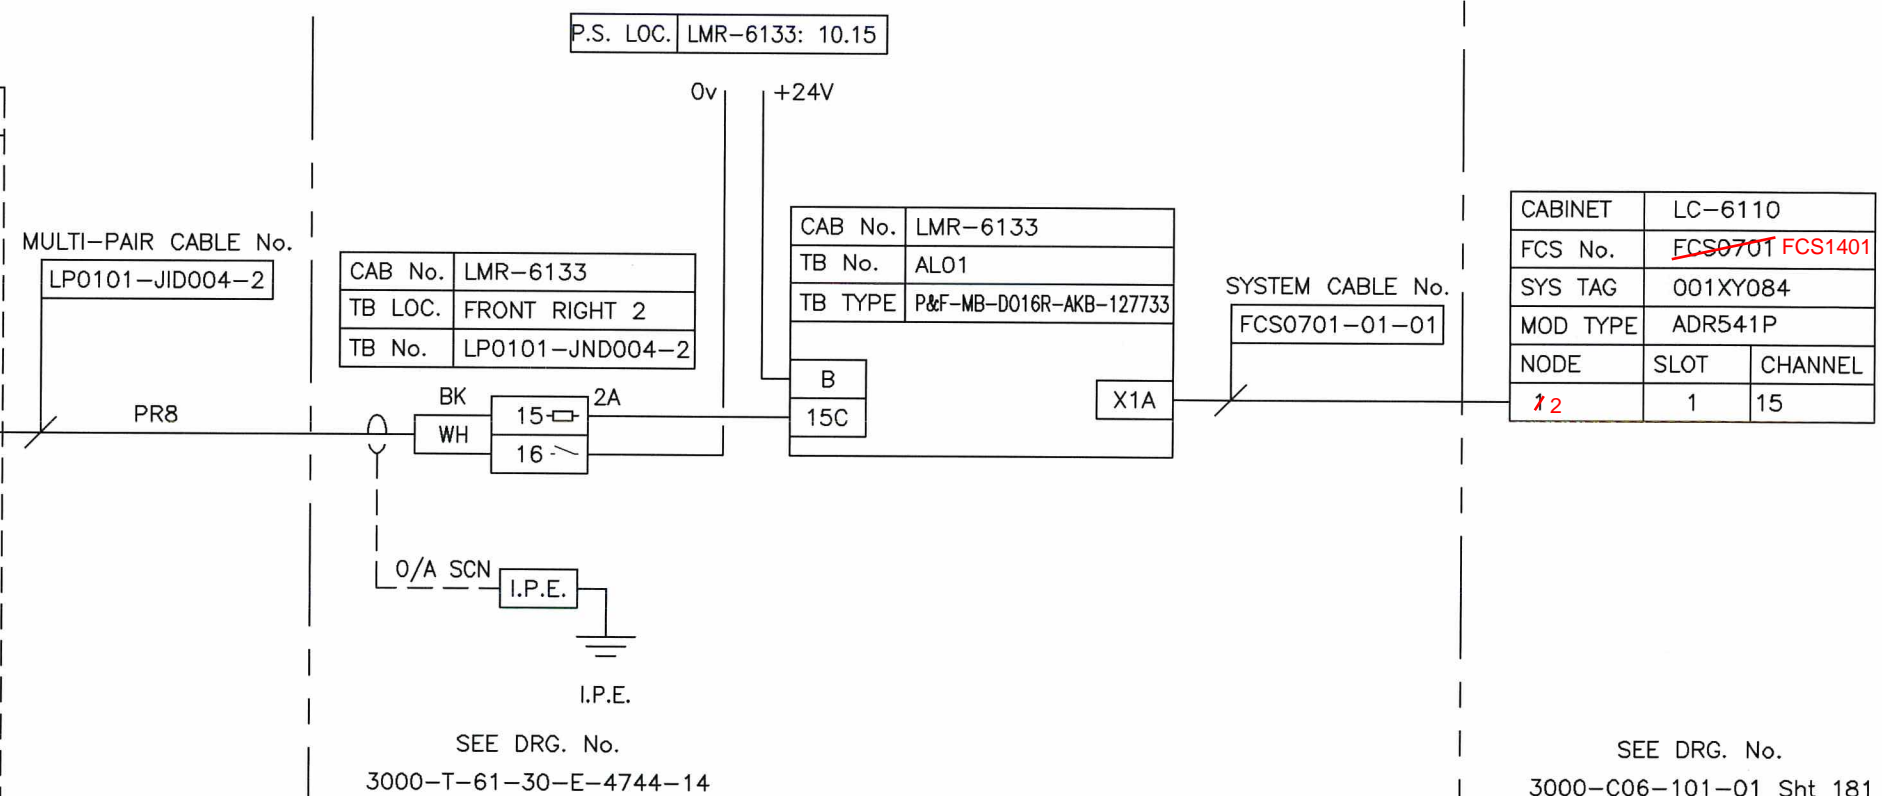 P.S. LOC. LMR-6133: 10.15
0v +24V
MULTI-PAIR CABLE No.
LP0101-JID004-2
PR8
CAB No. LMR-6133
TB LOC. FRONT RIGHT 2
TB No. LP0101-JND004-2
BK
WH
15
16
2A
O/A SCN
I.P.E.
I.P.E.
SEE DRG. No.
3000-T-61-30-E-4744-14
CAB No. LMR-6133
TB No. AL01
TB TYPE P&F-MB-D016R-AKB-127733
B
15C
X1A
SYSTEM CABLE No.
FCS0701-01-01
CABINET LC-6110
FCS No. FCS0701 FCS1401
SYS TAG 001XY084
MOD TYPE ADR541P
NODE SLOT CHANNEL
1 2 1 15
SEE DRG. No.
3000-C06-101-01 Sht 181